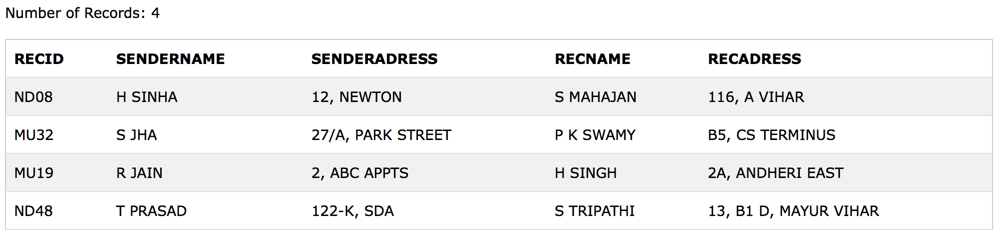 Number of Records: 4
RECID SENDERNAME SENDERADRESS RECNAME RECADRESS
ND08 H SINHA 12, NEWTON S MAHAJAN 116, A VIHAR
MU32 S JHA 27/A, PARK STREET P K SWAMY B5, CS TERMINUS
MU19 R JAIN 2, ABC APPTS H SINGH 2A, ANDHERI EAST
ND48 T PRASAD 122-K, SDA S TRIPATHI 13, B1 D, MAYUR VIHAR